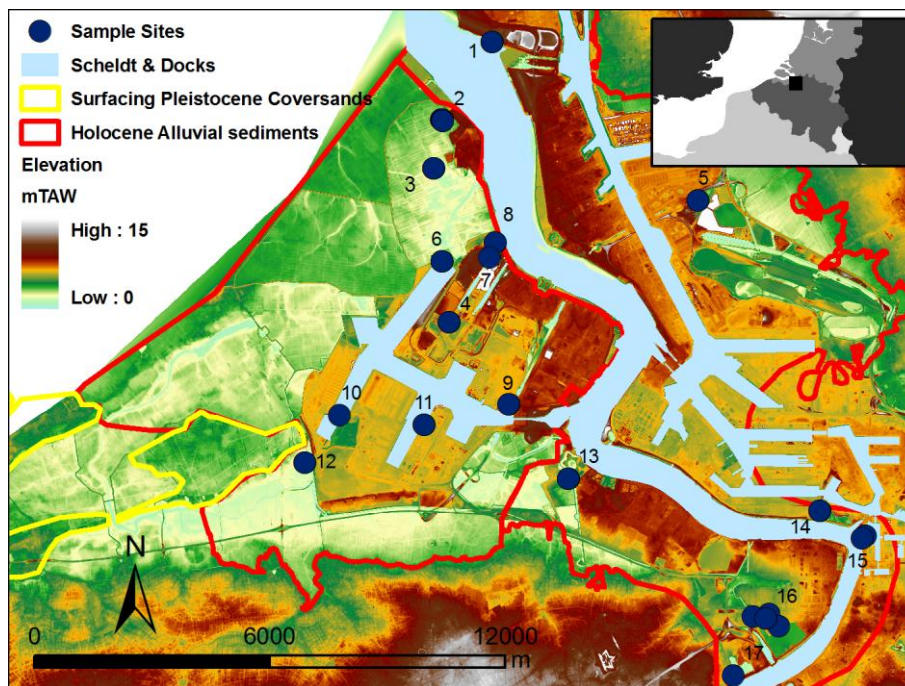 Sample Sites
Scheldt & Docks
Surfacing Pleistocene Coversands
Holocene Alluvial sediments
Elevation
mTAW
High : 15
Low : 0
1
2
3
5
8
6
7
4
9
10
11
12
13
14
15
16
17
N
0 6000 12000
m